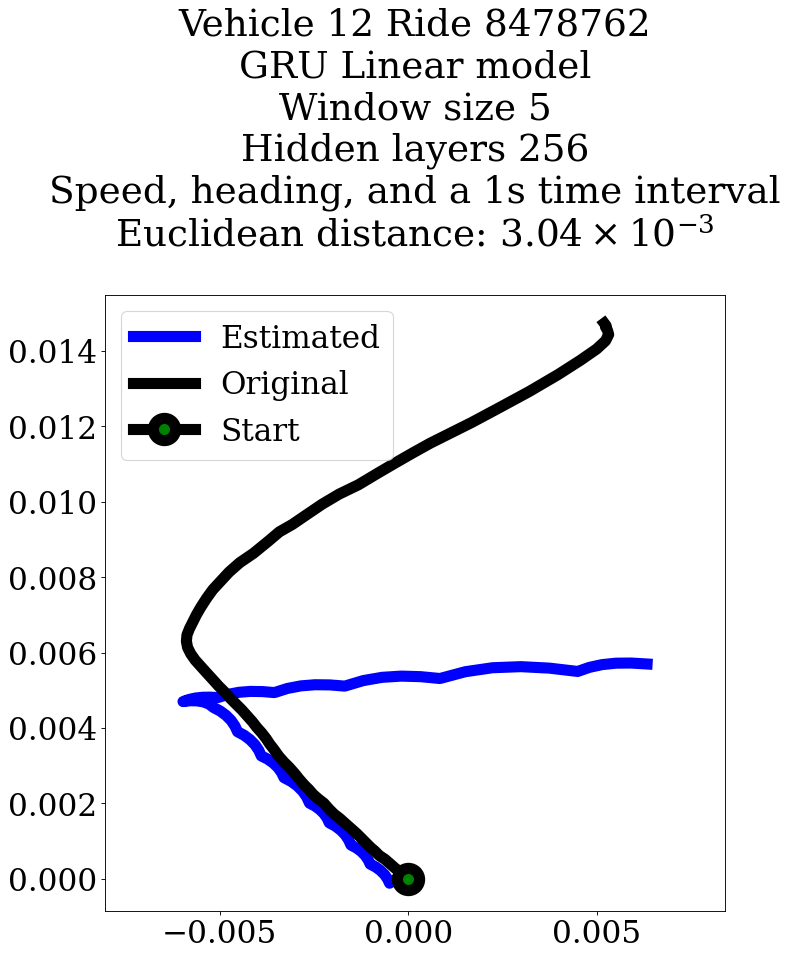 Vehicle 12 Ride 8478762
GRU Linear model
Window size 5
Hidden layers 256
Speed, heading, and a 1s time interval
Euclidean distance: 3.04 × 10⁻³
Estimated
Original
Start
0.014
0.012
0.010
0.008
0.006
0.004
0.002
0.000
−0.005 0.000 0.005